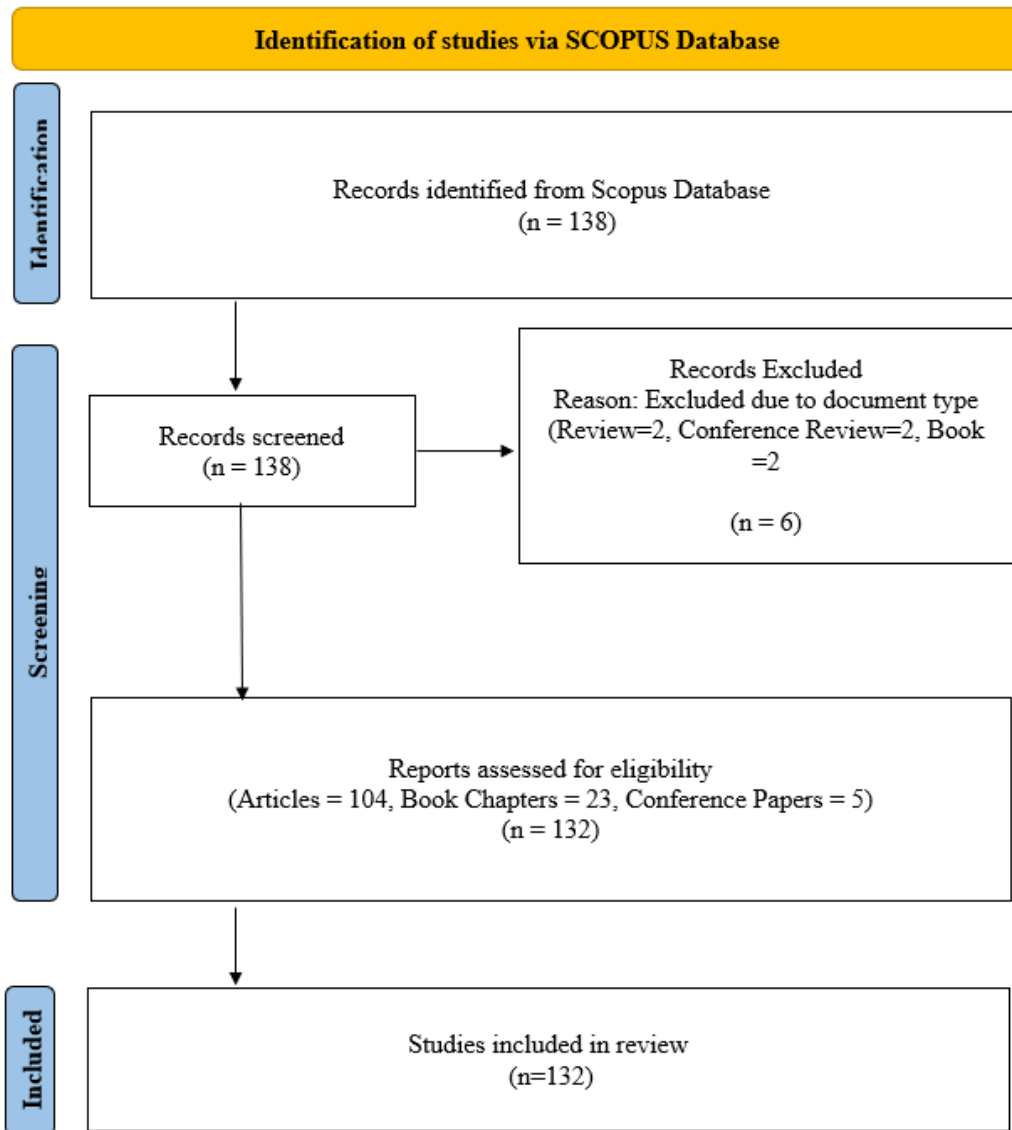 Identification of studies via SCOPUS Database
Identification
Records identified from Scopus Database
(n = 138)
Screening
Records screened
(n = 138)
Records Excluded
Reason: Excluded due to document type
(Review=2, Conference Review=2, Book
=2
(n = 6)
Reports assessed for eligibility
(Articles = 104, Book Chapters = 23, Conference Papers = 5)
(n = 132)
Included
Studies included in review
(n=132)